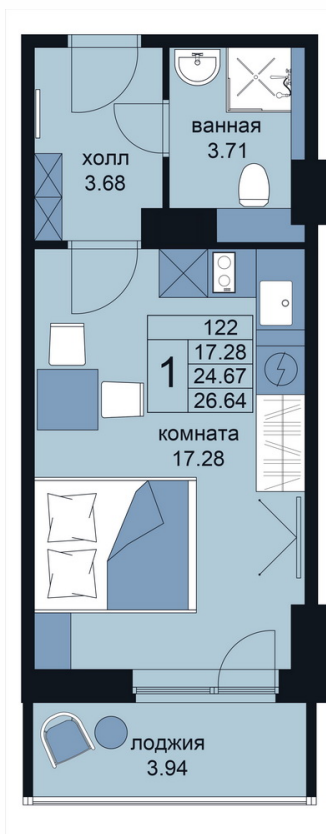 ванная
3.71
холл
3.68
122
1
17.28
24.67
26.64
комната
17.28
лоджия
3.94